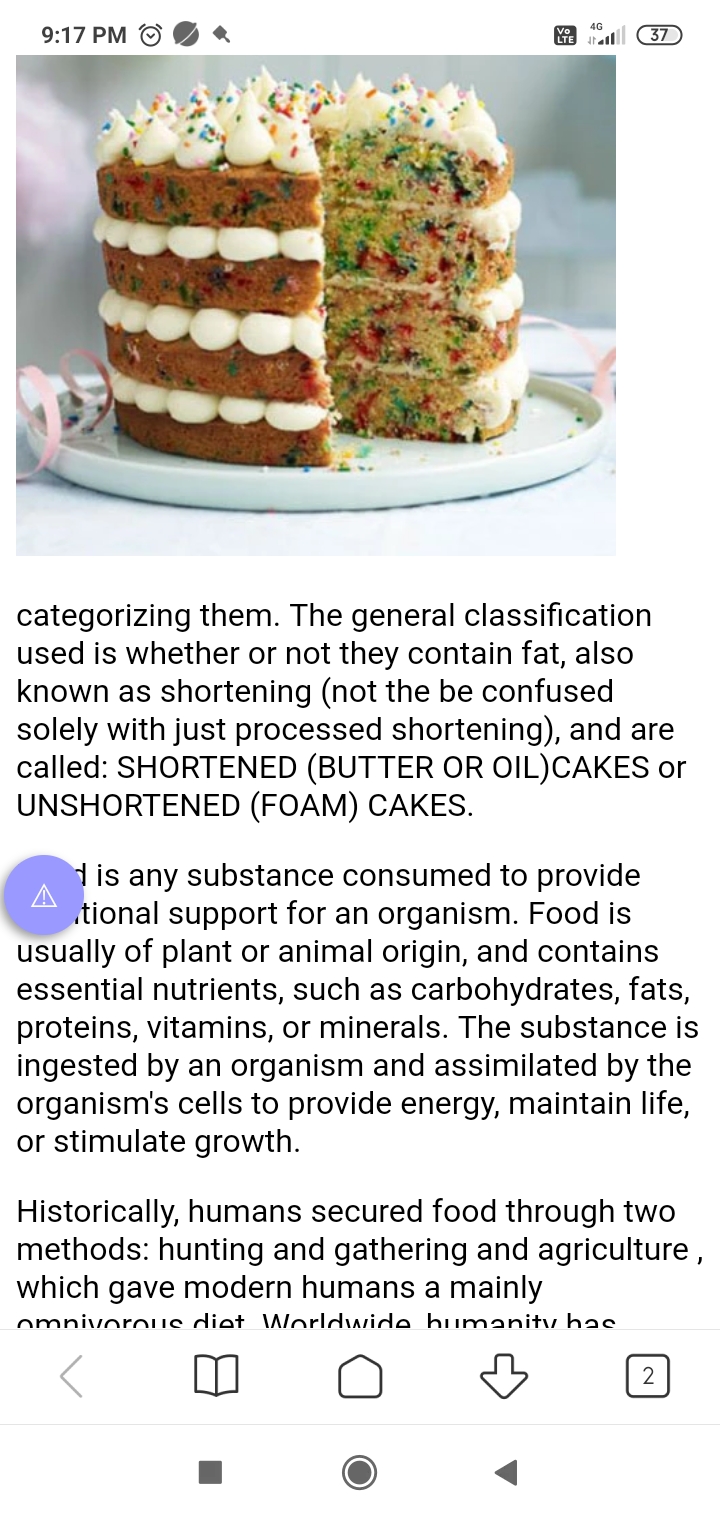 9:17 PM
Vo LTE
4G
37
categorizing them. The general classification
used is whether or not they contain fat, also
known as shortening (not the be confused
solely with just processed shortening), and are
called: SHORTENED (BUTTER OR OIL)CAKES or
UNSHORTENED (FOAM) CAKES.
is any substance consumed to provide
support for an organism. Food is
usually of plant or animal origin, and contains
essential nutrients, such as carbohydrates, fats,
proteins, vitamins, or minerals. The substance is
ingested by an organism and assimilated by the
organism's cells to provide energy, maintain life,
or stimulate growth.
Historically, humans secured food through two
methods: hunting and gathering and agriculture ,
which gave modern humans a mainly
omnivorous diet. Worldwide, humanity has
2